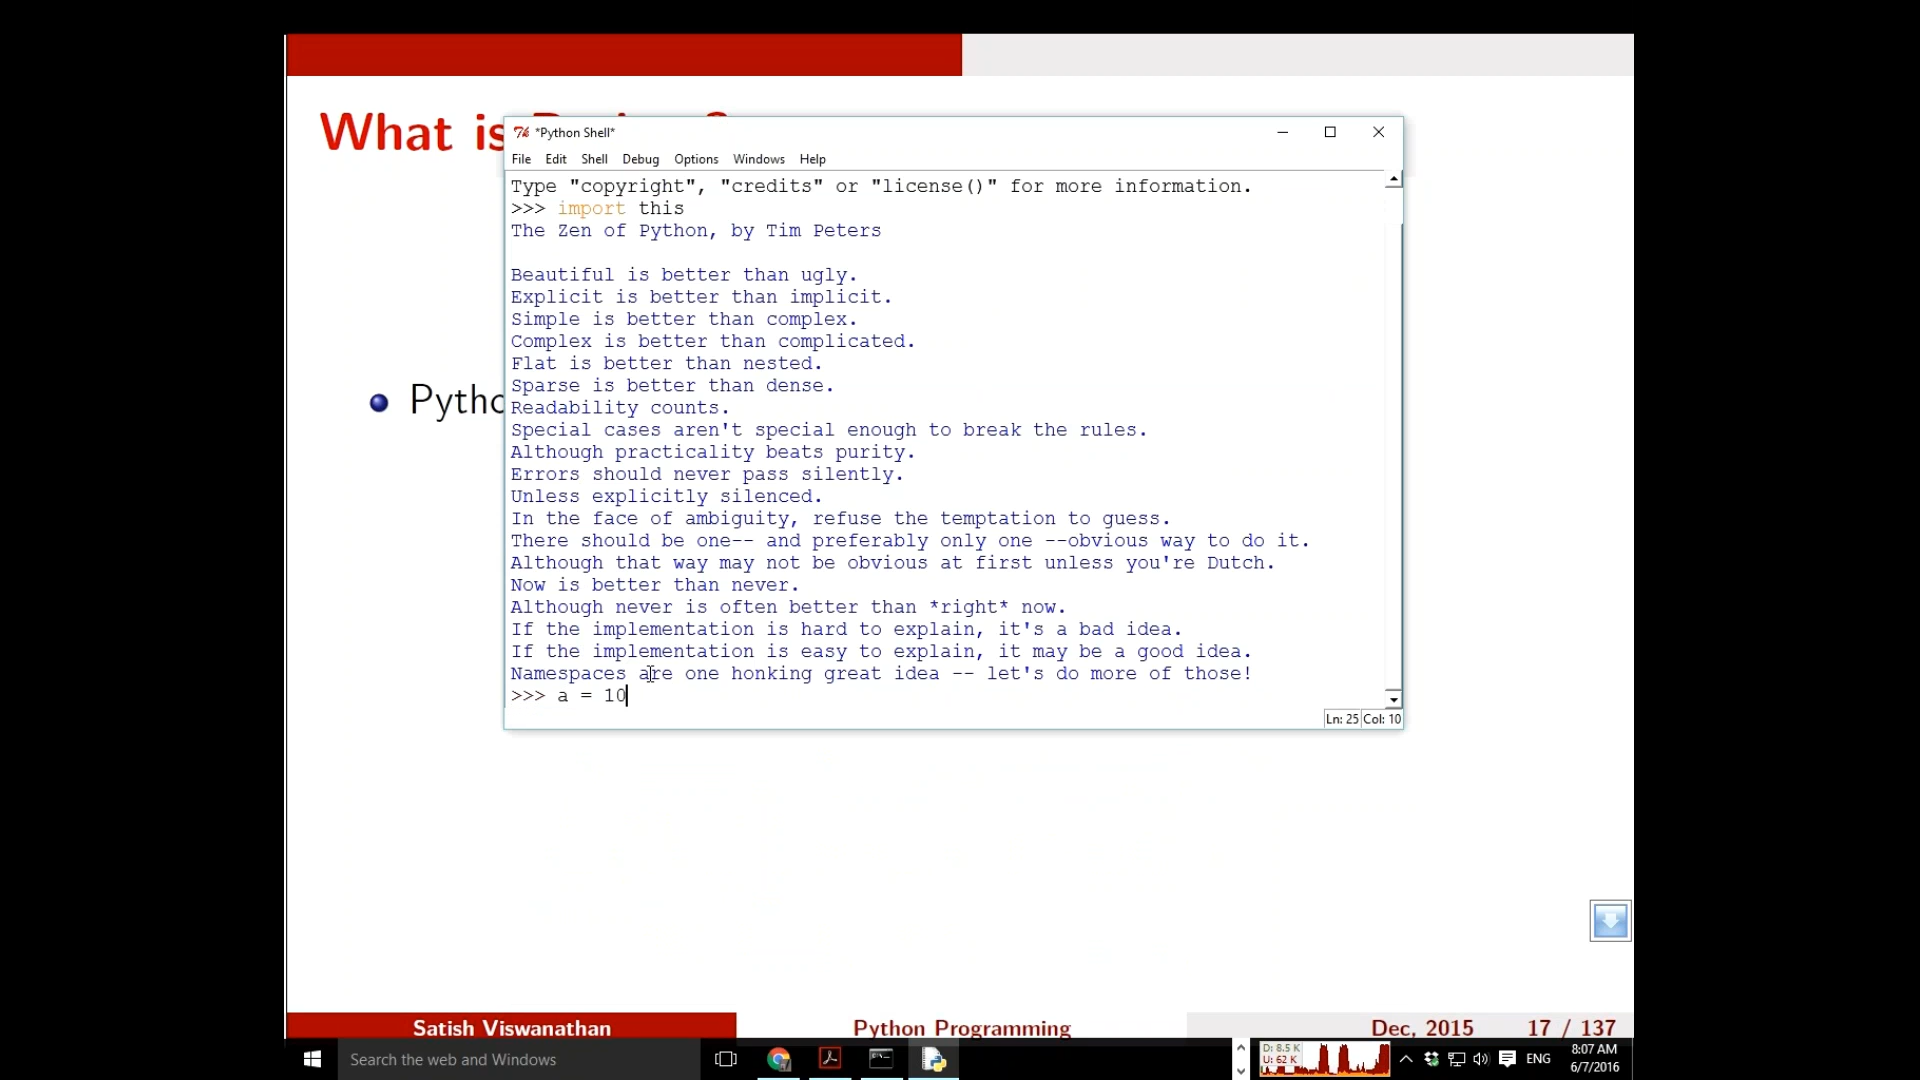 What is
*Python Shell*
File Edit Shell Debug Options Windows Help
Type "copyright", "credits" or "license()" for more information.
>>> import this
The Zen of Python, by Tim Peters
Beautiful is better than ugly.
Explicit is better than implicit.
Simple is better than complex.
Complex is better than complicated.
Flat is better than nested.
Sparse is better than dense.
Readability counts.
Special cases aren't special enough to break the rules.
Although practicality beats purity.
Errors should never pass silently.
Unless explicitly silenced.
In the face of ambiguity, refuse the temptation to guess.
There should be one-- and preferably only one --obvious way to do it.
Although that way may not be obvious at first unless you're Dutch.
Now is better than never.
Although never is often better than *right* now.
If the implementation is hard to explain, it's a bad idea.
If the implementation is easy to explain, it may be a good idea.
Namespaces are one honking great idea -- let's do more of those!
>>> a = 10
Ln: 25 Col: 10
Satish Viswanathan Python Programming Dec, 2015 17 / 137
Search the web and Windows
D: 8.5 K
U: 62 K
ENG
8:07 AM
6/7/2016